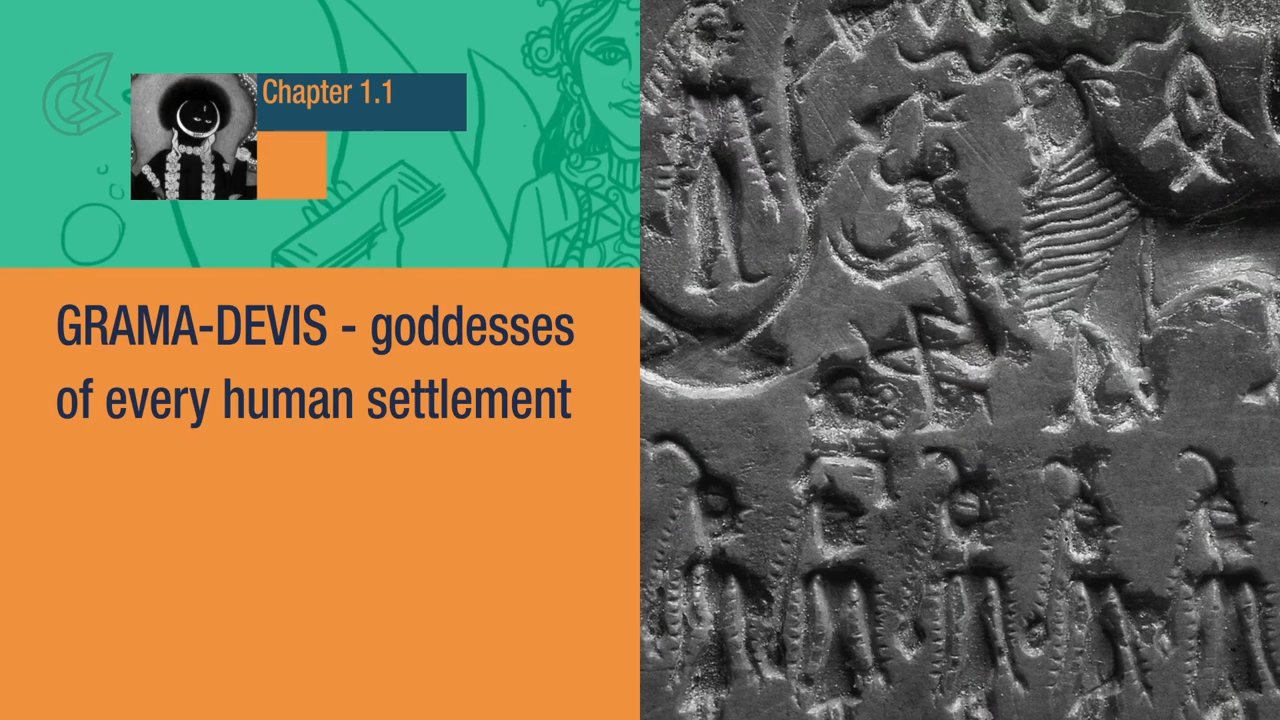 Chapter 1.1
GRAMA-DEVIS - goddesses
of every human settlement